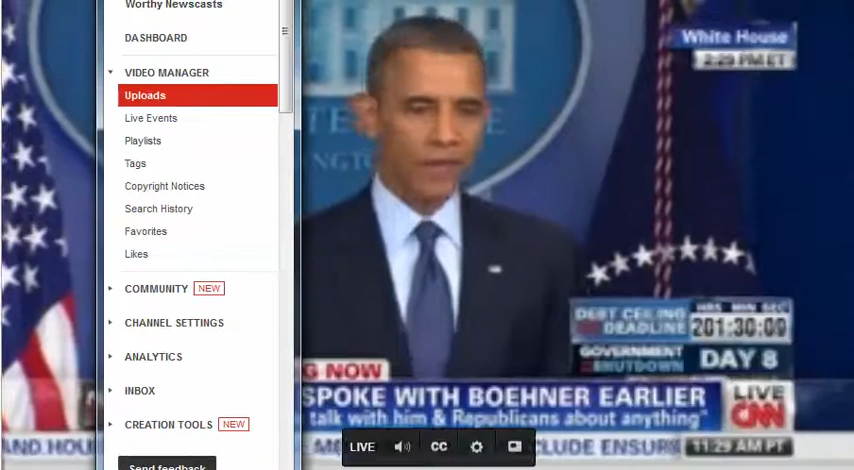 Worthy Newscasts
DASHBOARD
VIDEO MANAGER
Uploads
Live Events
Playlists
Tags
Copyright Notices
Search History
Favorites
Likes
COMMUNITY NEW
CHANNEL SETTINGS
ANALYTICS
INBOX
CREATION TOOLS NEW
Send feedback
White House
2:29 PM ET
DEBT CEILING
DEADLINE
HRS MIN SEC
201:30:00
GOVERNMENT
SHUTDOWN
DAY 8
G NOW
SPOKE WITH BOEHNER EARLIER
talk with him & Republicans about anything"
LIVE
CNN
LIVE CC
CLUDE ENSUR
11:29 AM PT